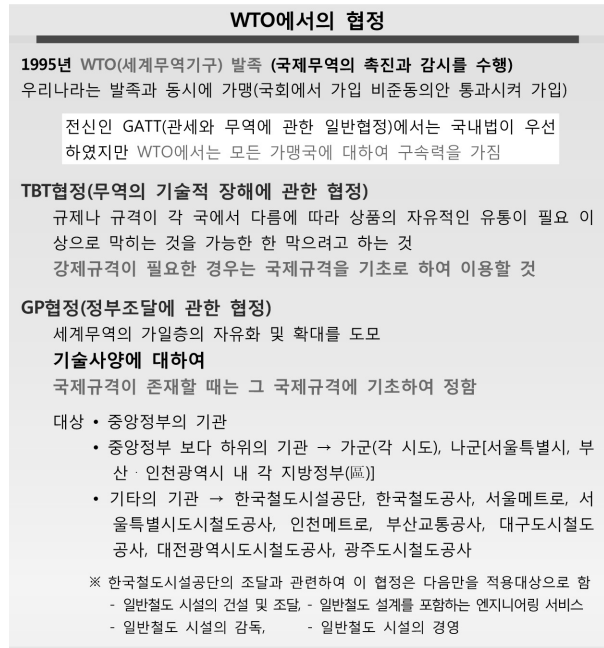 WTO에서의 협정
1995년 WTO(세계무역기구) 발족 (국제무역의 촉진과 감시를 수행)
우리나라는 발족과 동시에 가맹(국회에서 가입 비준동의안 통과시켜 가입)
전신인 GATT(관세와 무역에 관한 일반협정)에서는 국내법이 우선
하였지만 WTO에서는 모든 가맹국에 대하여 구속력을 가짐
TBT협정(무역의 기술적 장해에 관한 협정)
규제나 규격이 각 국에서 다름에 따라 상품의 자유적인 유통이 필요 이
상으로 막히는 것을 가능한 한 막으려고 하는 것
강제규격이 필요한 경우는 국제규격을 기초로 하여 이용할 것
GP협정(정부조달에 관한 협정)
세계무역의 가일층의 자유화 및 확대를 도모
기술사양에 대하여
국제규격이 존재할 때는 그 국제규격에 기초하여 정함
대상 • 중앙정부의 기관
• 중앙정부 보다 하위의 기관 → 가군(각 시도), 나군[서울특별시, 부
산 · 인천광역시 내 각 지방정부(區)]
• 기타의 기관 → 한국철도시설공단, 한국철도공사, 서울메트로, 서
울특별시도시철도공사, 인천메트로, 부산교통공사, 대구도시철도
공사, 대전광역시도시철도공사, 광주도시철도공사
※ 한국철도시설공단의 조달과 관련하여 이 협정은 다음만을 적용대상으로 함
- 일반철도 시설의 건설 및 조달, - 일반철도 설계를 포함하는 엔지니어링 서비스
- 일반철도 시설의 감독, - 일반철도 시설의 경영